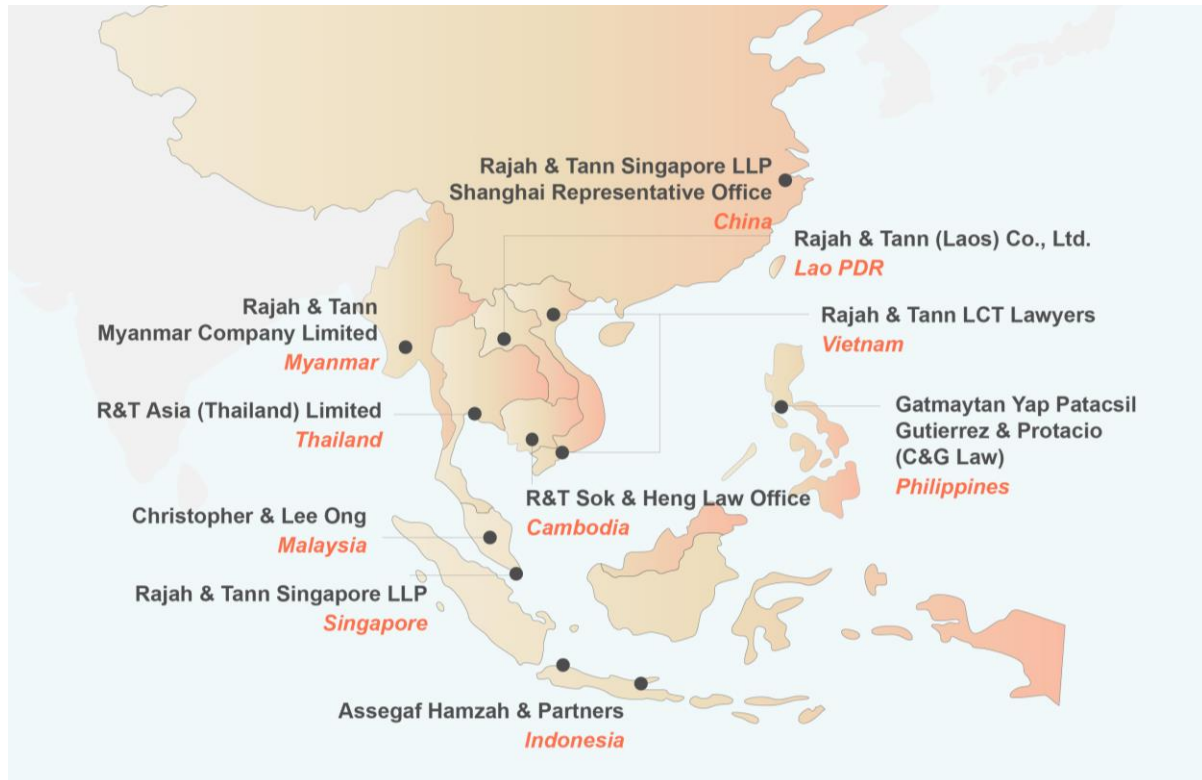 Rajah & Tann Singapore LLP
Shanghai Representative Office
China
Rajah & Tann (Laos) Co., Ltd.
Lao PDR
Rajah & Tann
Myanmar Company Limited
Myanmar
Rajah & Tann LCT Lawyers
Vietnam
R&T Asia (Thailand) Limited
Thailand
Gatmaytan Yap Patacsil
Gutierrez & Protacio
(C&G Law)
Philippines
R&T Sok & Heng Law Office
Cambodia
Christopher & Lee Ong
Malaysia
Rajah & Tann Singapore LLP
Singapore
Assegaf Hamzah & Partners
Indonesia